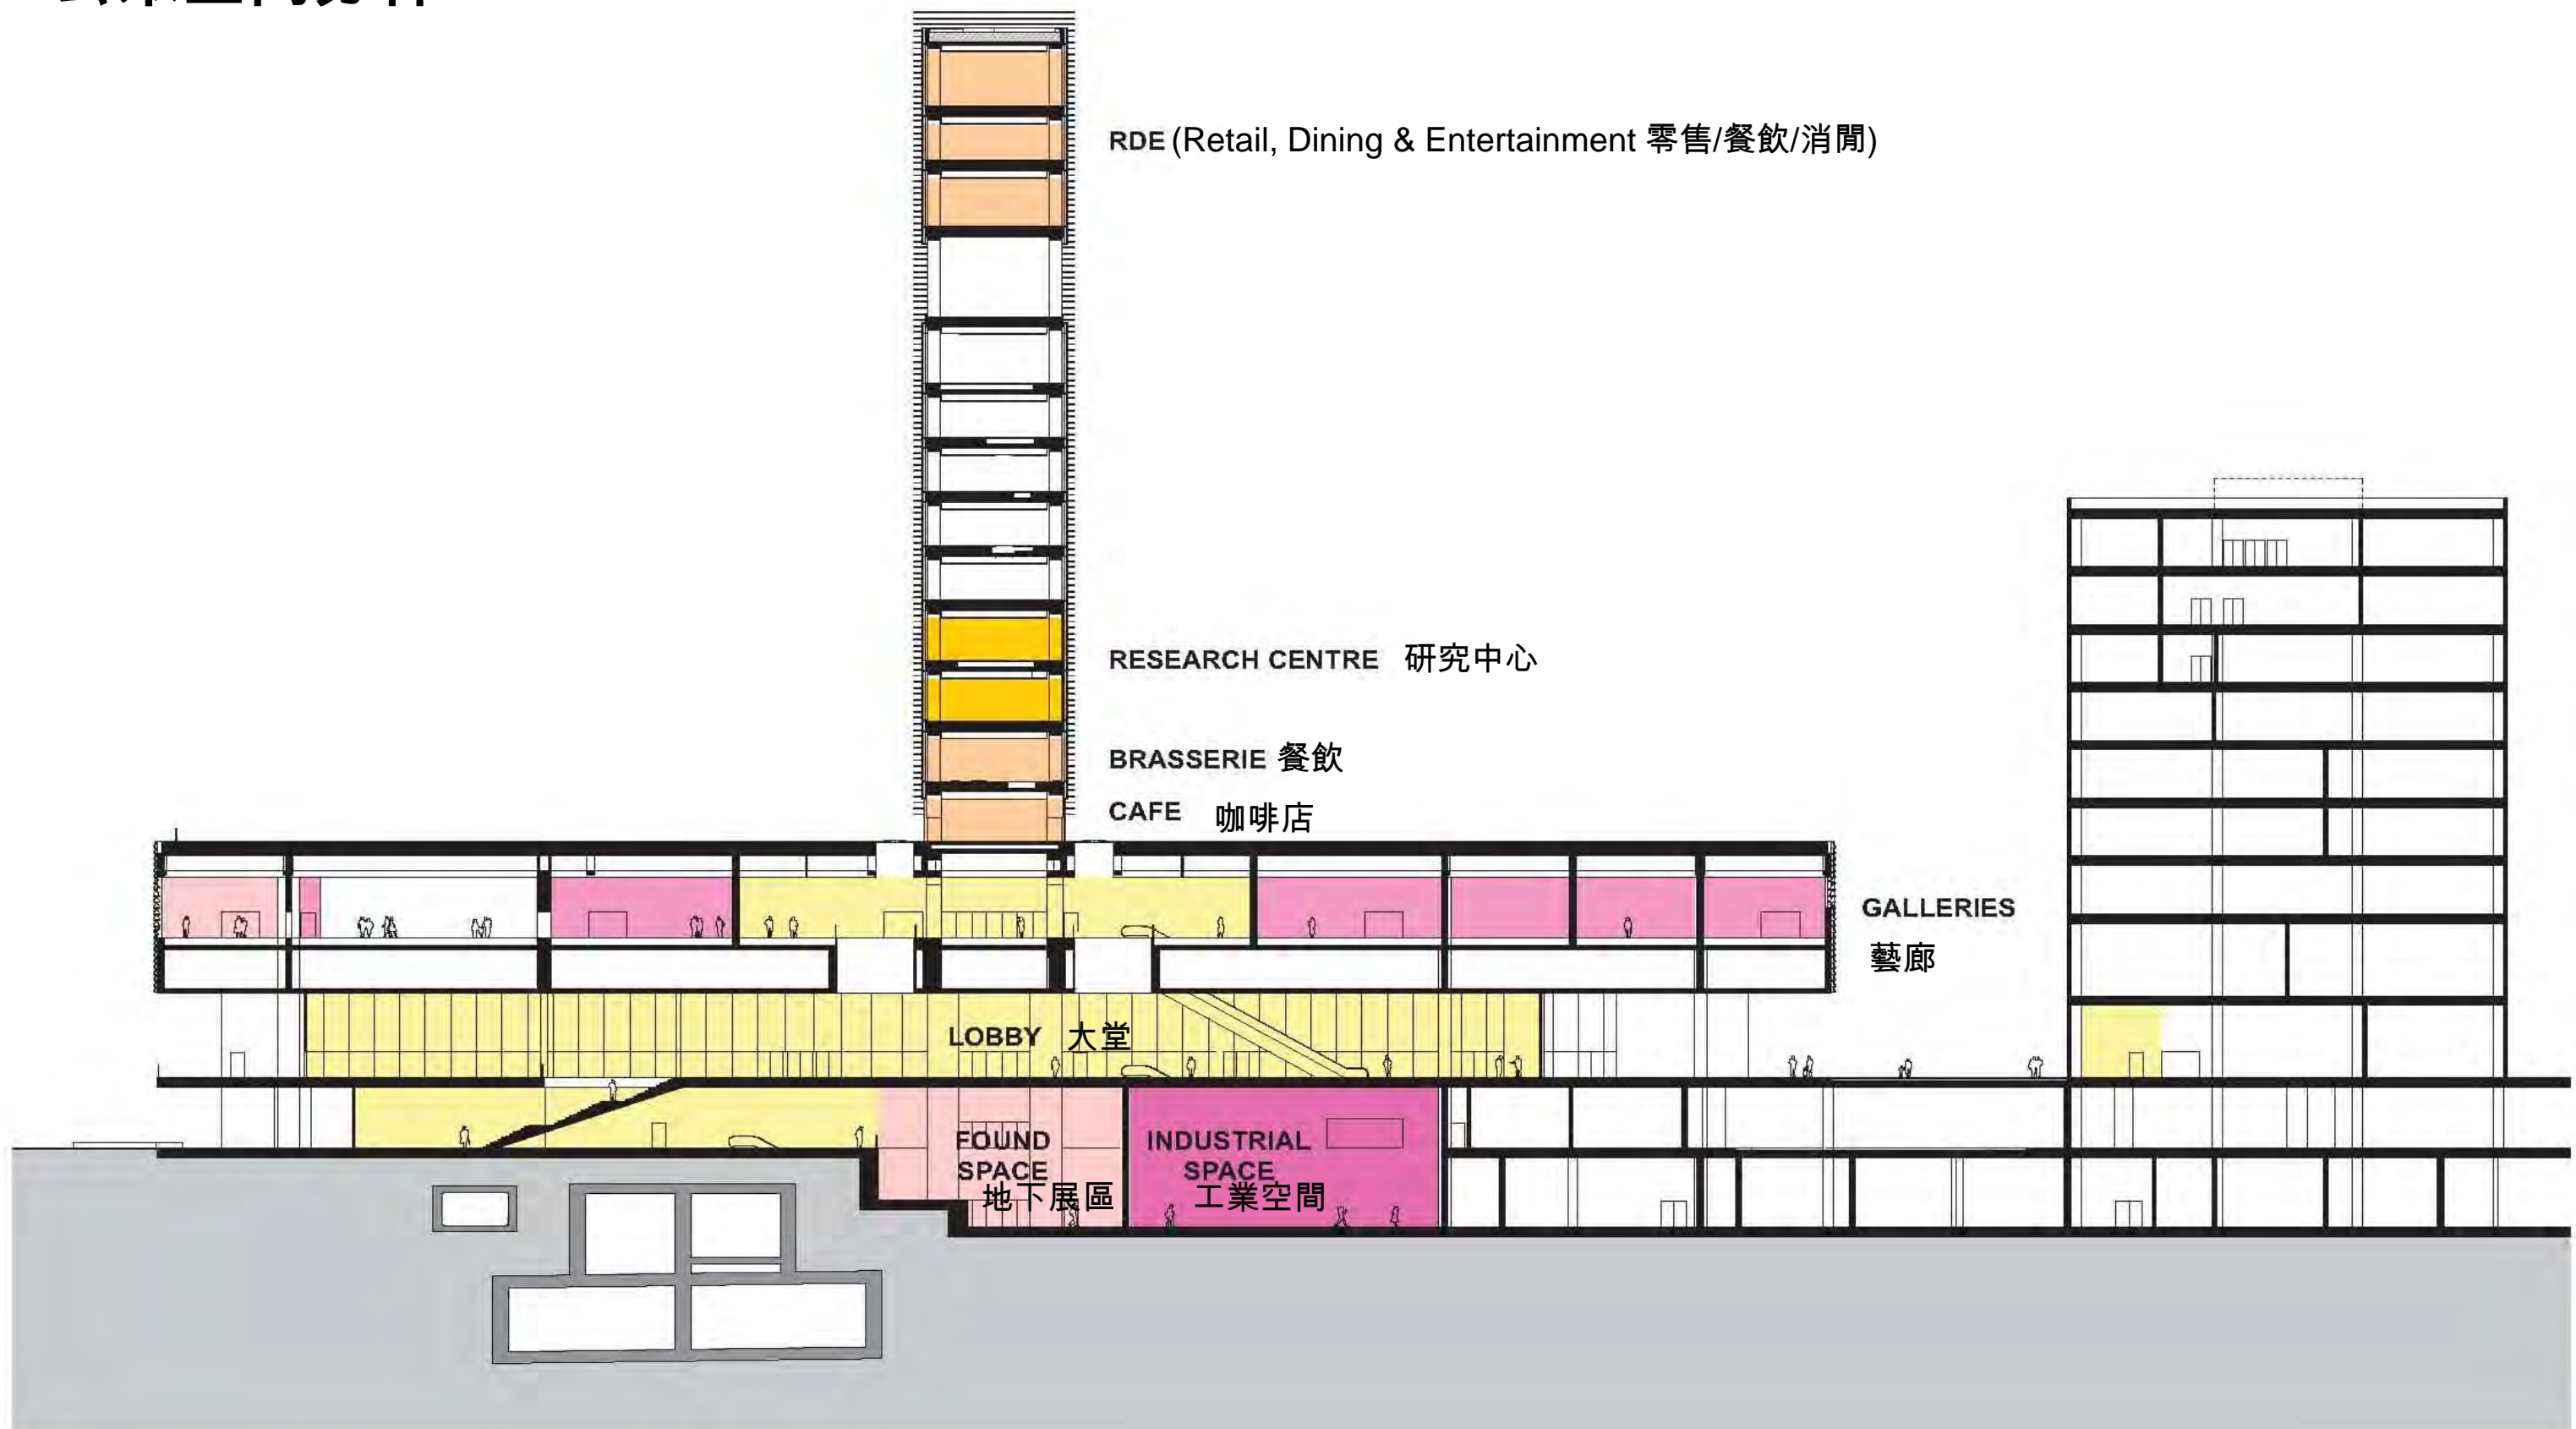 RDE (Retail, Dining & Entertainment 零售/餐飲/消閒)
RESEARCH CENTRE 研究中心
BRASSERIE 餐飲
CAFE 咖啡店
GALLERIES
藝廊
LOBBY 大堂
FOUND
SPACE
地下展區
INDUSTRIAL
SPACE
工業空間